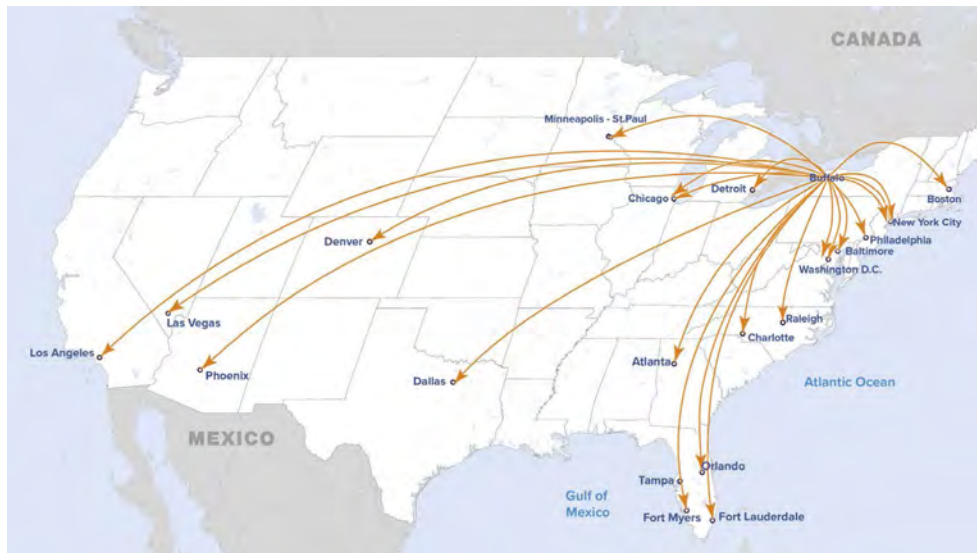 CANADA
Minneapolis - St.Paul
Buffalo
Detroit
Chicago
Boston
New York City
Philadelphia
Baltimore
Washington D.C.
Denver
Las Vegas
Los Angeles
Phoenix
Dallas
Atlanta
Raleigh
Charlotte
Atlantic Ocean
MEXICO
Orlando
Tampa
Gulf of
Mexico
Fort Myers
Fort Lauderdale